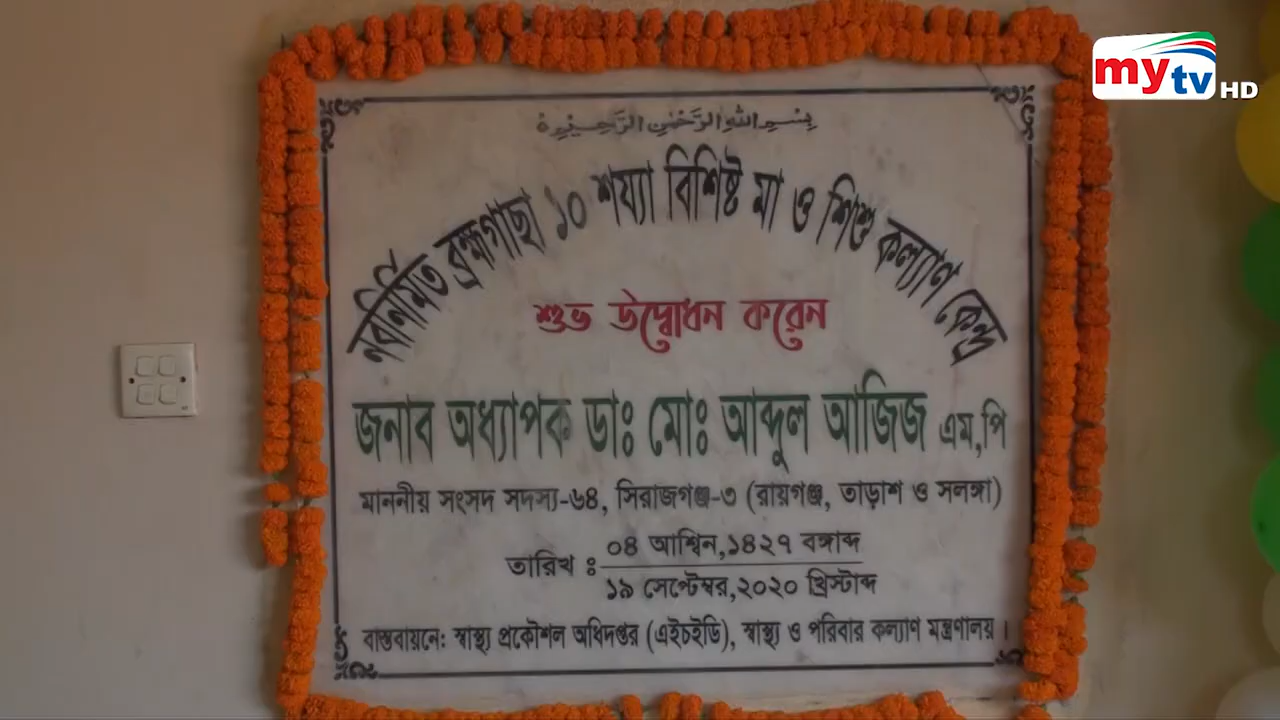 my tv HD
بِسْمِ اللهِ الرَّحْمٰنِ الرَّحِيْمِ
নবনির্মিত ব্রহ্মগাছা ১০ শয্যা বিশিষ্ট মা ও শিশু কল্যাণ কেন্দ্র
শুভ উদ্বোধন করেন
জনাব অধ্যাপক ডাঃ মোঃ আব্দুল আজিজ এম,পি
মাননীয় সংসদ সদস্য-৬৪, সিরাজগঞ্জ-৩ (রায়গঞ্জ, তাড়াশ ও সলঙ্গা)
তারিখ ঃ ০৪ আশ্বিন,১৪২৭ বঙ্গাব্দ
১৯ সেপ্টেম্বর,২০২০ খ্রিস্টাব্দ
বাস্তবায়নে: স্বাস্থ্য প্রকৌশল অধিদপ্তর (এইচইডি), স্বাস্থ্য ও পরিবার কল্যাণ মন্ত্রণালয়।